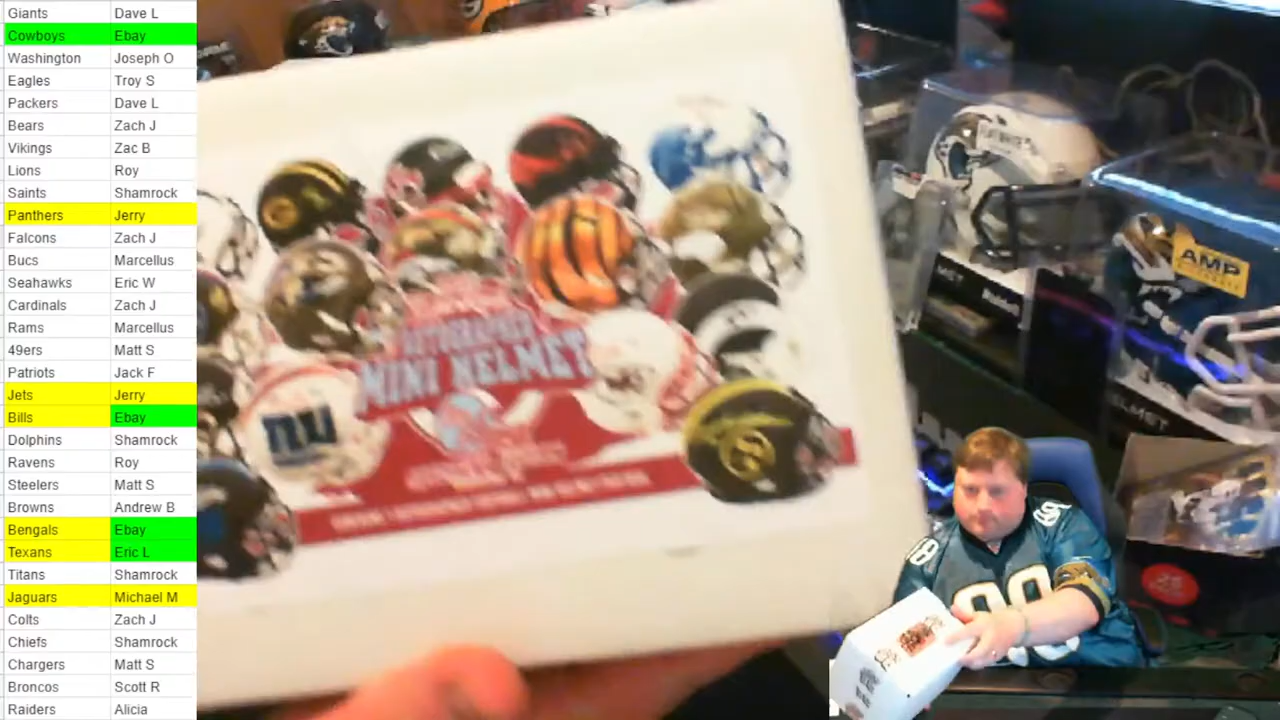 Giants Dave L
Cowboys Ebay
Washington Joseph O
Eagles Troy S
Packers Dave L
Bears Zach J
Vikings Zac B
Lions Roy
Saints Shamrock
Panthers Jerry
Falcons Zach J
Bucs Marcellus
Seahawks Eric W
Cardinals Zach J
Rams Marcellus
49ers Matt S
Patriots Jack F
Jets Jerry
Bills Ebay
Dolphins Shamrock
Ravens Roy
Steelers Matt S
Browns Andrew B
Bengals Ebay
Texans Eric L
Titans Shamrock
Jaguars Michael M
Colts Zach J
Chiefs Shamrock
Chargers Matt S
Broncos Scott R
Raiders Alicia
AUTOGRAPHED
MINI HELMET
NY
AMP
98